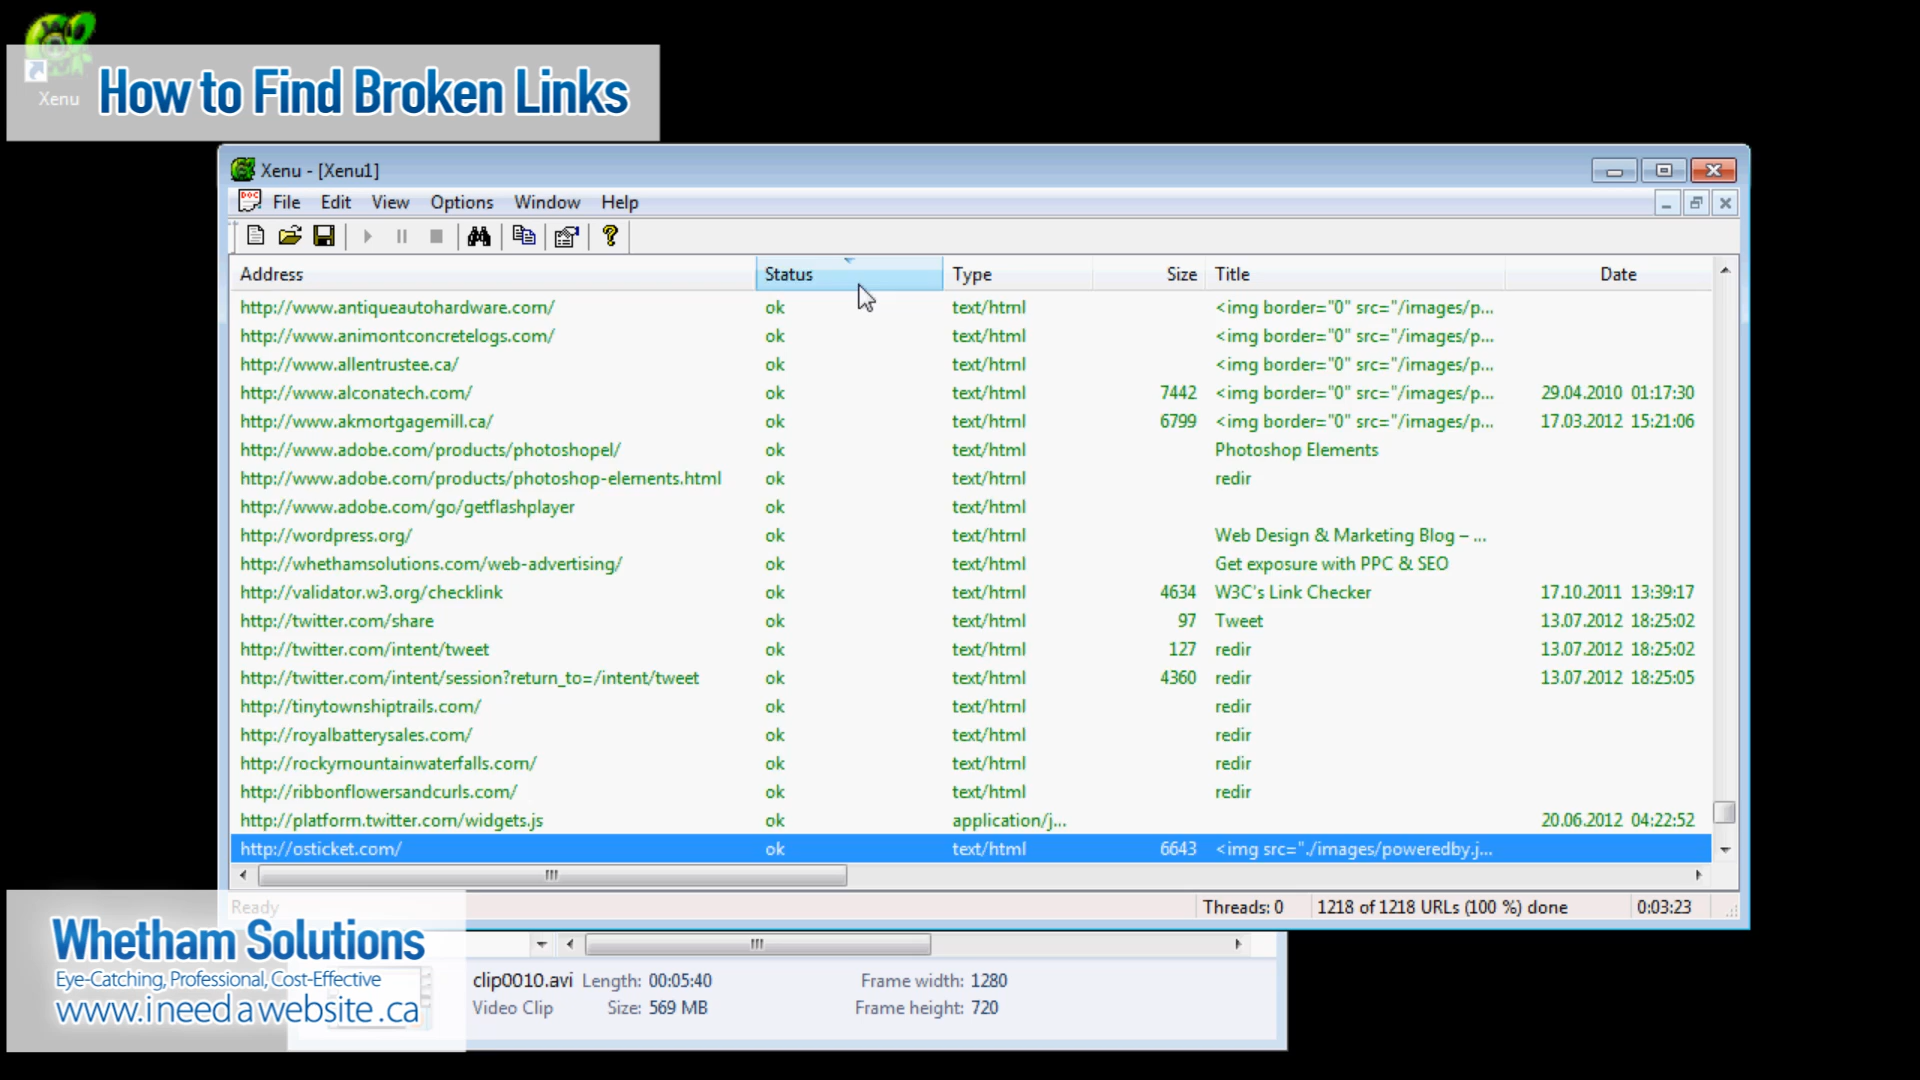 Xenu
How to Find Broken Links
Xenu - [Xenu1]
File Edit View Options Window Help
Address Status Type Size Title Date
http://www.antiqueautohardware.com/ ok text/html <img border="0" src="/images/p...
http://www.animontconcretelogs.com/ ok text/html <img border="0" src="/images/p...
http://www.allentrustee.ca/ ok text/html <img border="0" src="/images/p...
http://www.alconatech.com/ ok text/html 7442 <img border="0" src="/images/p... 29.04.2010 01:17:30
http://www.akmortgagemill.ca/ ok text/html 6799 <img border="0" src="/images/p... 17.03.2012 15:21:06
http://www.adobe.com/products/photoshopel/ ok text/html Photoshop Elements
http://www.adobe.com/products/photoshop-elements.html ok text/html redir
http://www.adobe.com/go/getflashplayer ok text/html
http://wordpress.org/ ok text/html Web Design & Marketing Blog – ...
http://whethamsolutions.com/web-advertising/ ok text/html Get exposure with PPC & SEO
http://validator.w3.org/checklink ok text/html 4634 W3C's Link Checker 17.10.2011 13:39:17
http://twitter.com/share ok text/html 97 Tweet 13.07.2012 18:25:02
http://twitter.com/intent/tweet ok text/html 127 redir 13.07.2012 18:25:02
http://twitter.com/intent/session?return_to=/intent/tweet ok text/html 4360 redir 13.07.2012 18:25:05
http://tinytownshiptrails.com/ ok text/html redir
http://royalbatterysales.com/ ok text/html redir
http://rockymountainwaterfalls.com/ ok text/html redir
http://ribbonflowersandcurls.com/ ok text/html redir
http://platform.twitter.com/widgets.js ok application/j... 20.06.2012 04:22:52
http://osticket.com/ ok text/html 6643 <img src="./images/poweredby.j...
Ready Threads: 0 1218 of 1218 URLs (100 %) done 0:03:23
Whetham Solutions
Eye-Catching, Professional, Cost-Effective
www.ineedawebsite.ca
clip0010.avi Length: 00:05:40 Frame width: 1280
Video Clip Size: 569 MB Frame height: 720